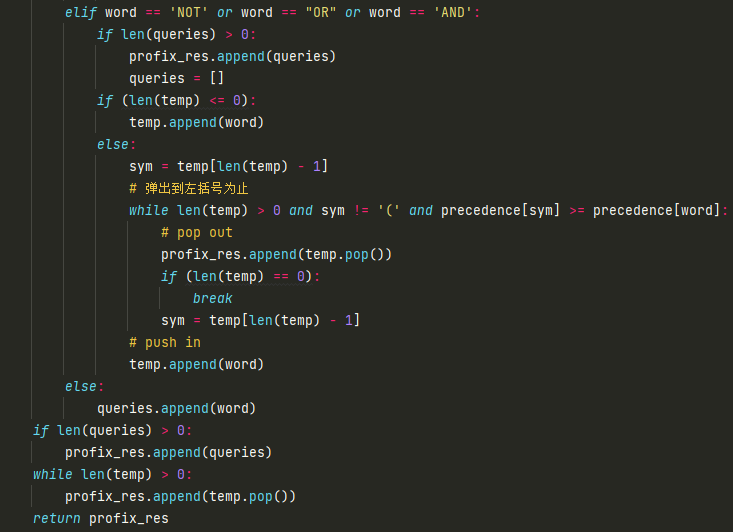 elif word == 'NOT' or word == "OR" or word == 'AND':
if len(queries) > 0:
profix_res.append(queries)
queries = []
if (len(temp) <= 0):
temp.append(word)
else:
sym = temp[len(temp) - 1]
# 弹出到左括号为止
while len(temp) > 0 and sym != '(' and precedence[sym] >= precedence[word]:
# pop out
profix_res.append(temp.pop())
if (len(temp) == 0):
break
sym = temp[len(temp) - 1]
# push in
temp.append(word)
else:
queries.append(word)
if len(queries) > 0:
profix_res.append(queries)
while len(temp) > 0:
profix_res.append(temp.pop())
return profix_res